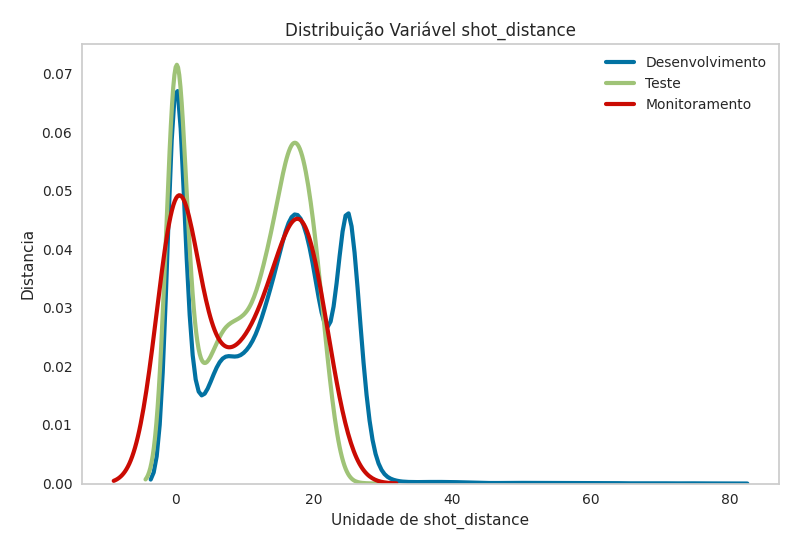 Distribuição Variável shot_distance
Desenvolvimento
Teste
Monitoramento
Distancia
0.07
0.06
0.05
0.04
0.03
0.02
0.01
0.00
0
20
40
60
80
Unidade de shot_distance